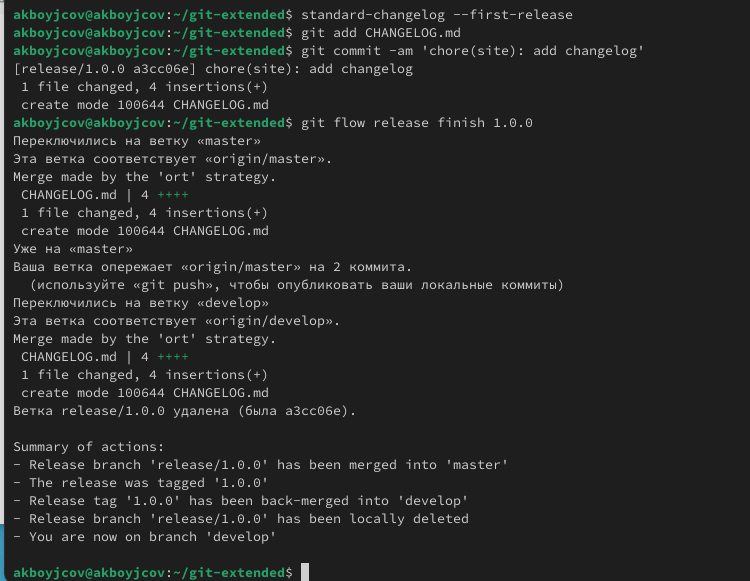 akboyjcov@akboyjcov:~/git-extended$ standard-changelog --first-release
akboyjcov@akboyjcov:~/git-extended$ git add CHANGELOG.md
akboyjcov@akboyjcov:~/git-extended$ git commit -am 'chore(site): add changelog'
[release/1.0.0 a3cc06e] chore(site): add changelog
 1 file changed, 4 insertions(+)
 create mode 100644 CHANGELOG.md
akboyjcov@akboyjcov:~/git-extended$ git flow release finish 1.0.0
Переключились на ветку «master»
Эта ветка соответствует «origin/master».
Merge made by the 'ort' strategy.
 CHANGELOG.md | 4 ++++
 1 file changed, 4 insertions(+)
 create mode 100644 CHANGELOG.md
Уже на «master»
Ваша ветка опережает «origin/master» на 2 коммита.
  (используйте «git push», чтобы опубликовать ваши локальные коммиты)
Переключились на ветку «develop»
Эта ветка соответствует «origin/develop».
Merge made by the 'ort' strategy.
 CHANGELOG.md | 4 ++++
 1 file changed, 4 insertions(+)
 create mode 100644 CHANGELOG.md
Ветка release/1.0.0 удалена (была a3cc06e).

Summary of actions:
- Release branch 'release/1.0.0' has been merged into 'master'
- The release was tagged '1.0.0'
- Release tag '1.0.0' has been back-merged into 'develop'
- Release branch 'release/1.0.0' has been locally deleted
- You are now on branch 'develop'

akboyjcov@akboyjcov:~/git-extended$